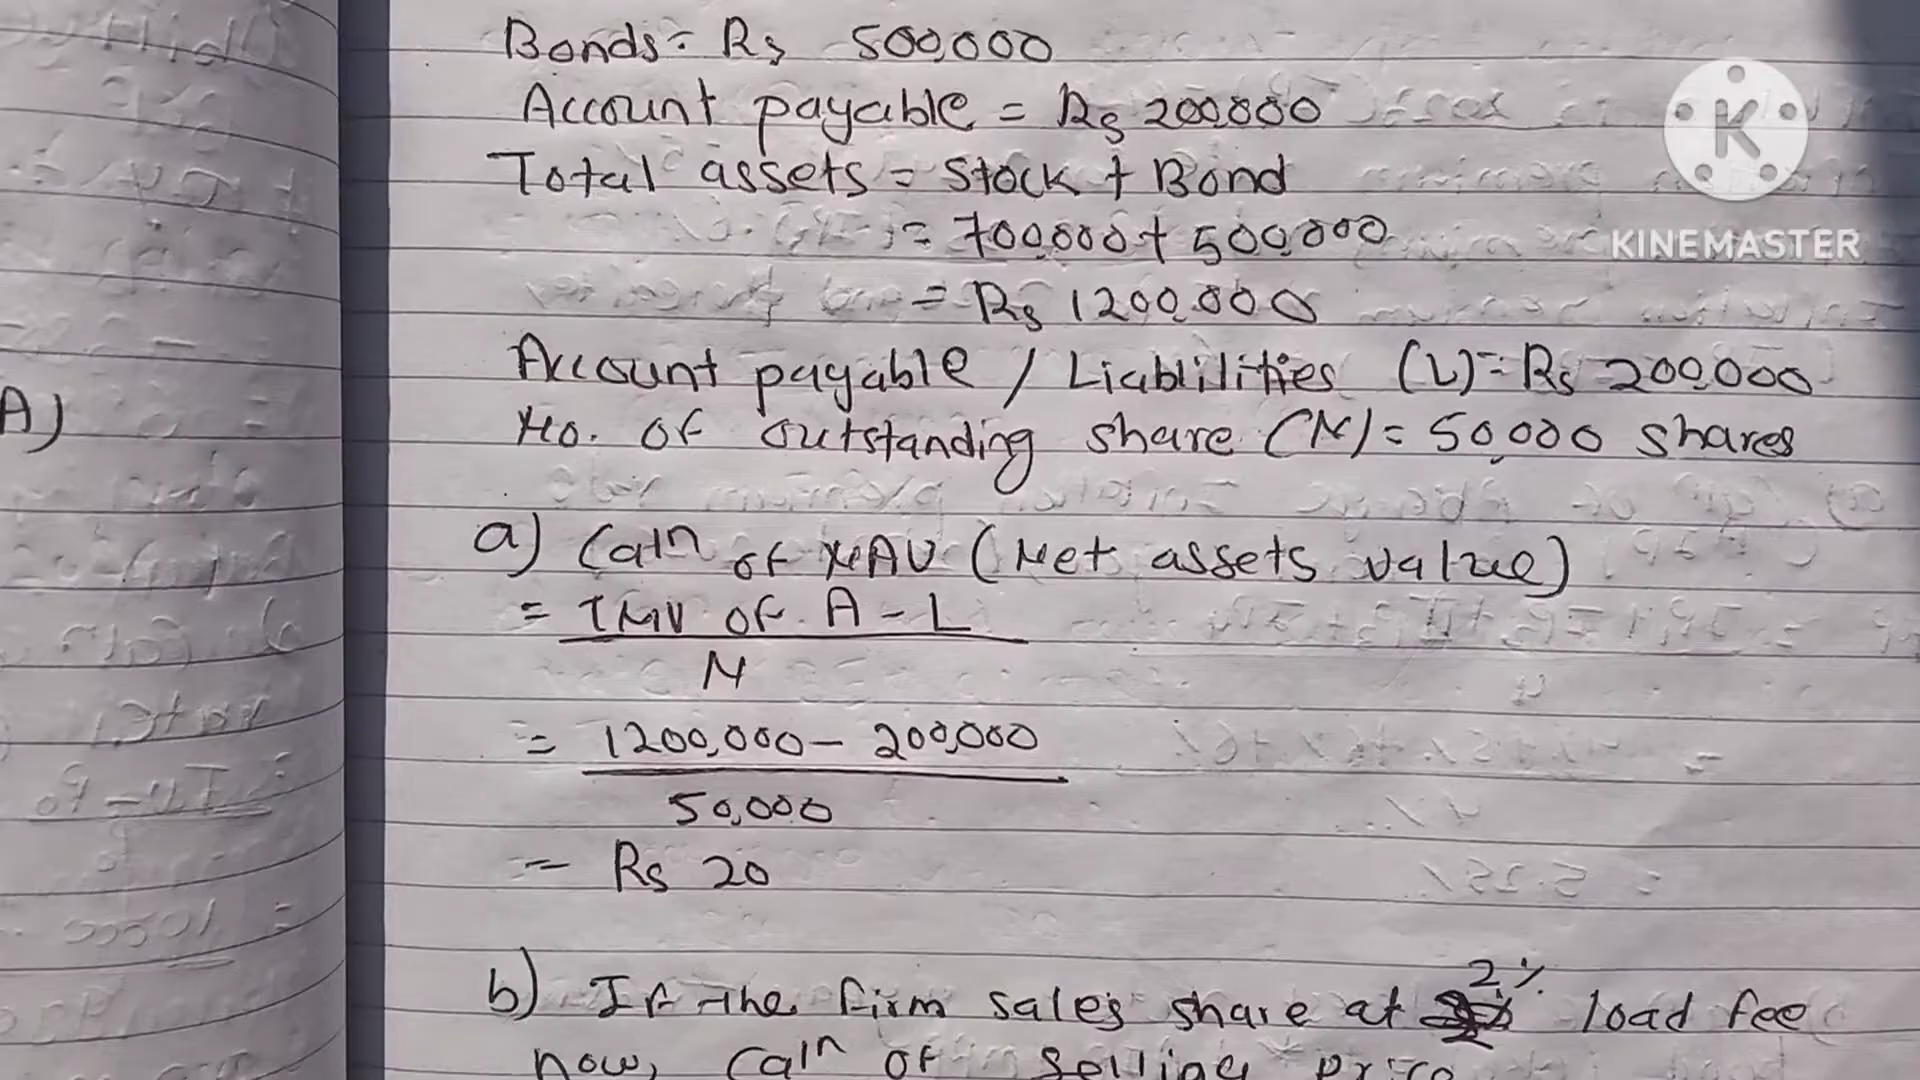 Bonds = Rs 500,000
Account payable = Rs 200,000
Total assets = Stock + Bond
= 700,000 + 500,000
= Rs 1200,000
Account payable / Liablilities (L) = Rs 200,000
No. of outstanding share (N) = 50,000 shares
A)
a) Calⁿ of NAV (Net assets value)
= TMV of A - L
N
= 1200,000 - 200,000
50,000
= Rs 20
b) If the firm sales share at 2% load fee
now, calⁿ of selling price
K
KINEMASTER